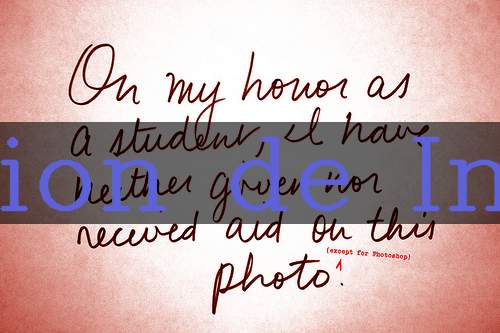 On my honor as
a student, I have
neither given nor
received aid on this
photo.
(except for Photoshop)
^
ion de In